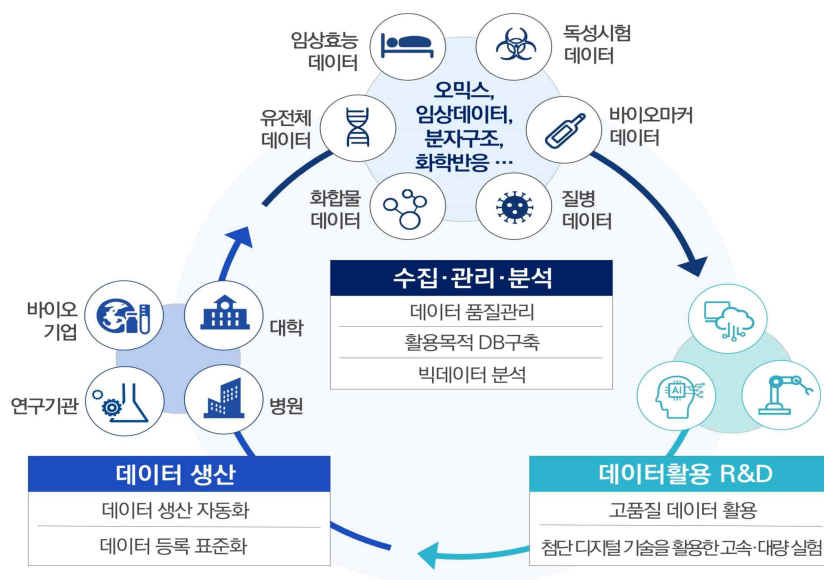 임상효능
데이터
독성시험
데이터
오믹스,
임상데이터,
분자구조,
화학반응 ···
유전체
데이터
바이오마커
데이터
화합물
데이터
질병
데이터
수집·관리·분석
데이터 품질관리
활용목적 DB구축
빅데이터 분석
바이오
기업
대학
연구기관
병원
AI
데이터 생산
데이터 생산 자동화
데이터 등록 표준화
데이터활용 R&D
고품질 데이터 활용
첨단 디지털 기술을 활용한 고속·대량 실험